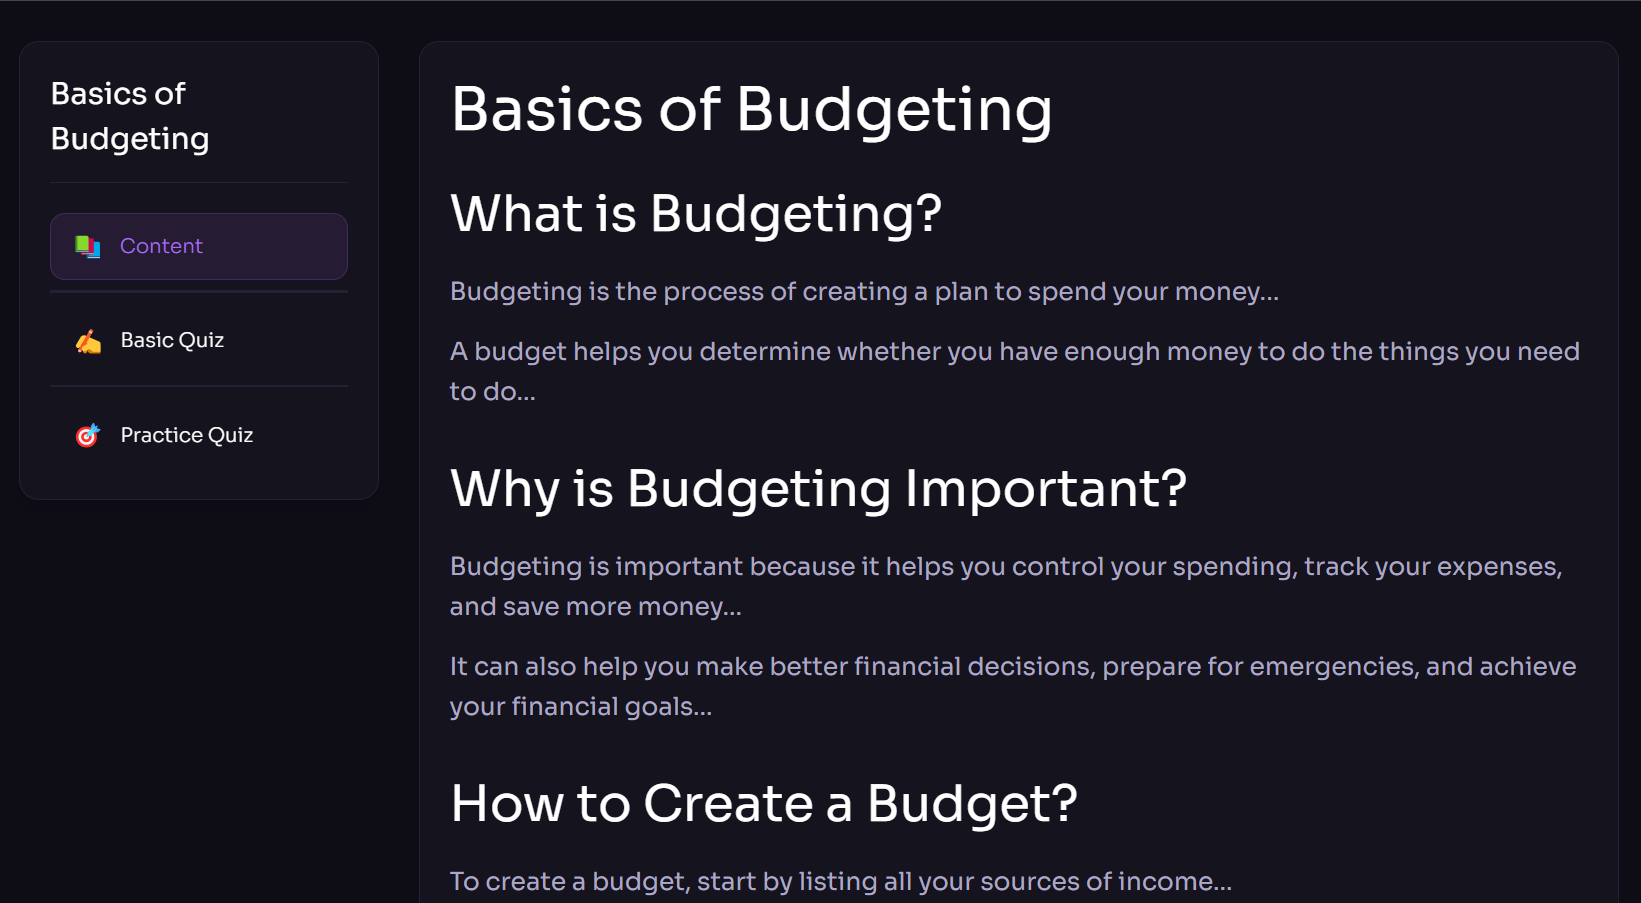 Basics of
Budgeting
Content
Basic Quiz
Practice Quiz
Basics of Budgeting
What is Budgeting?
Budgeting is the process of creating a plan to spend your money...
A budget helps you determine whether you have enough money to do the things you need
to do...
Why is Budgeting Important?
Budgeting is important because it helps you control your spending, track your expenses,
and save more money...
It can also help you make better financial decisions, prepare for emergencies, and achieve
your financial goals...
How to Create a Budget?
To create a budget, start by listing all your sources of income...